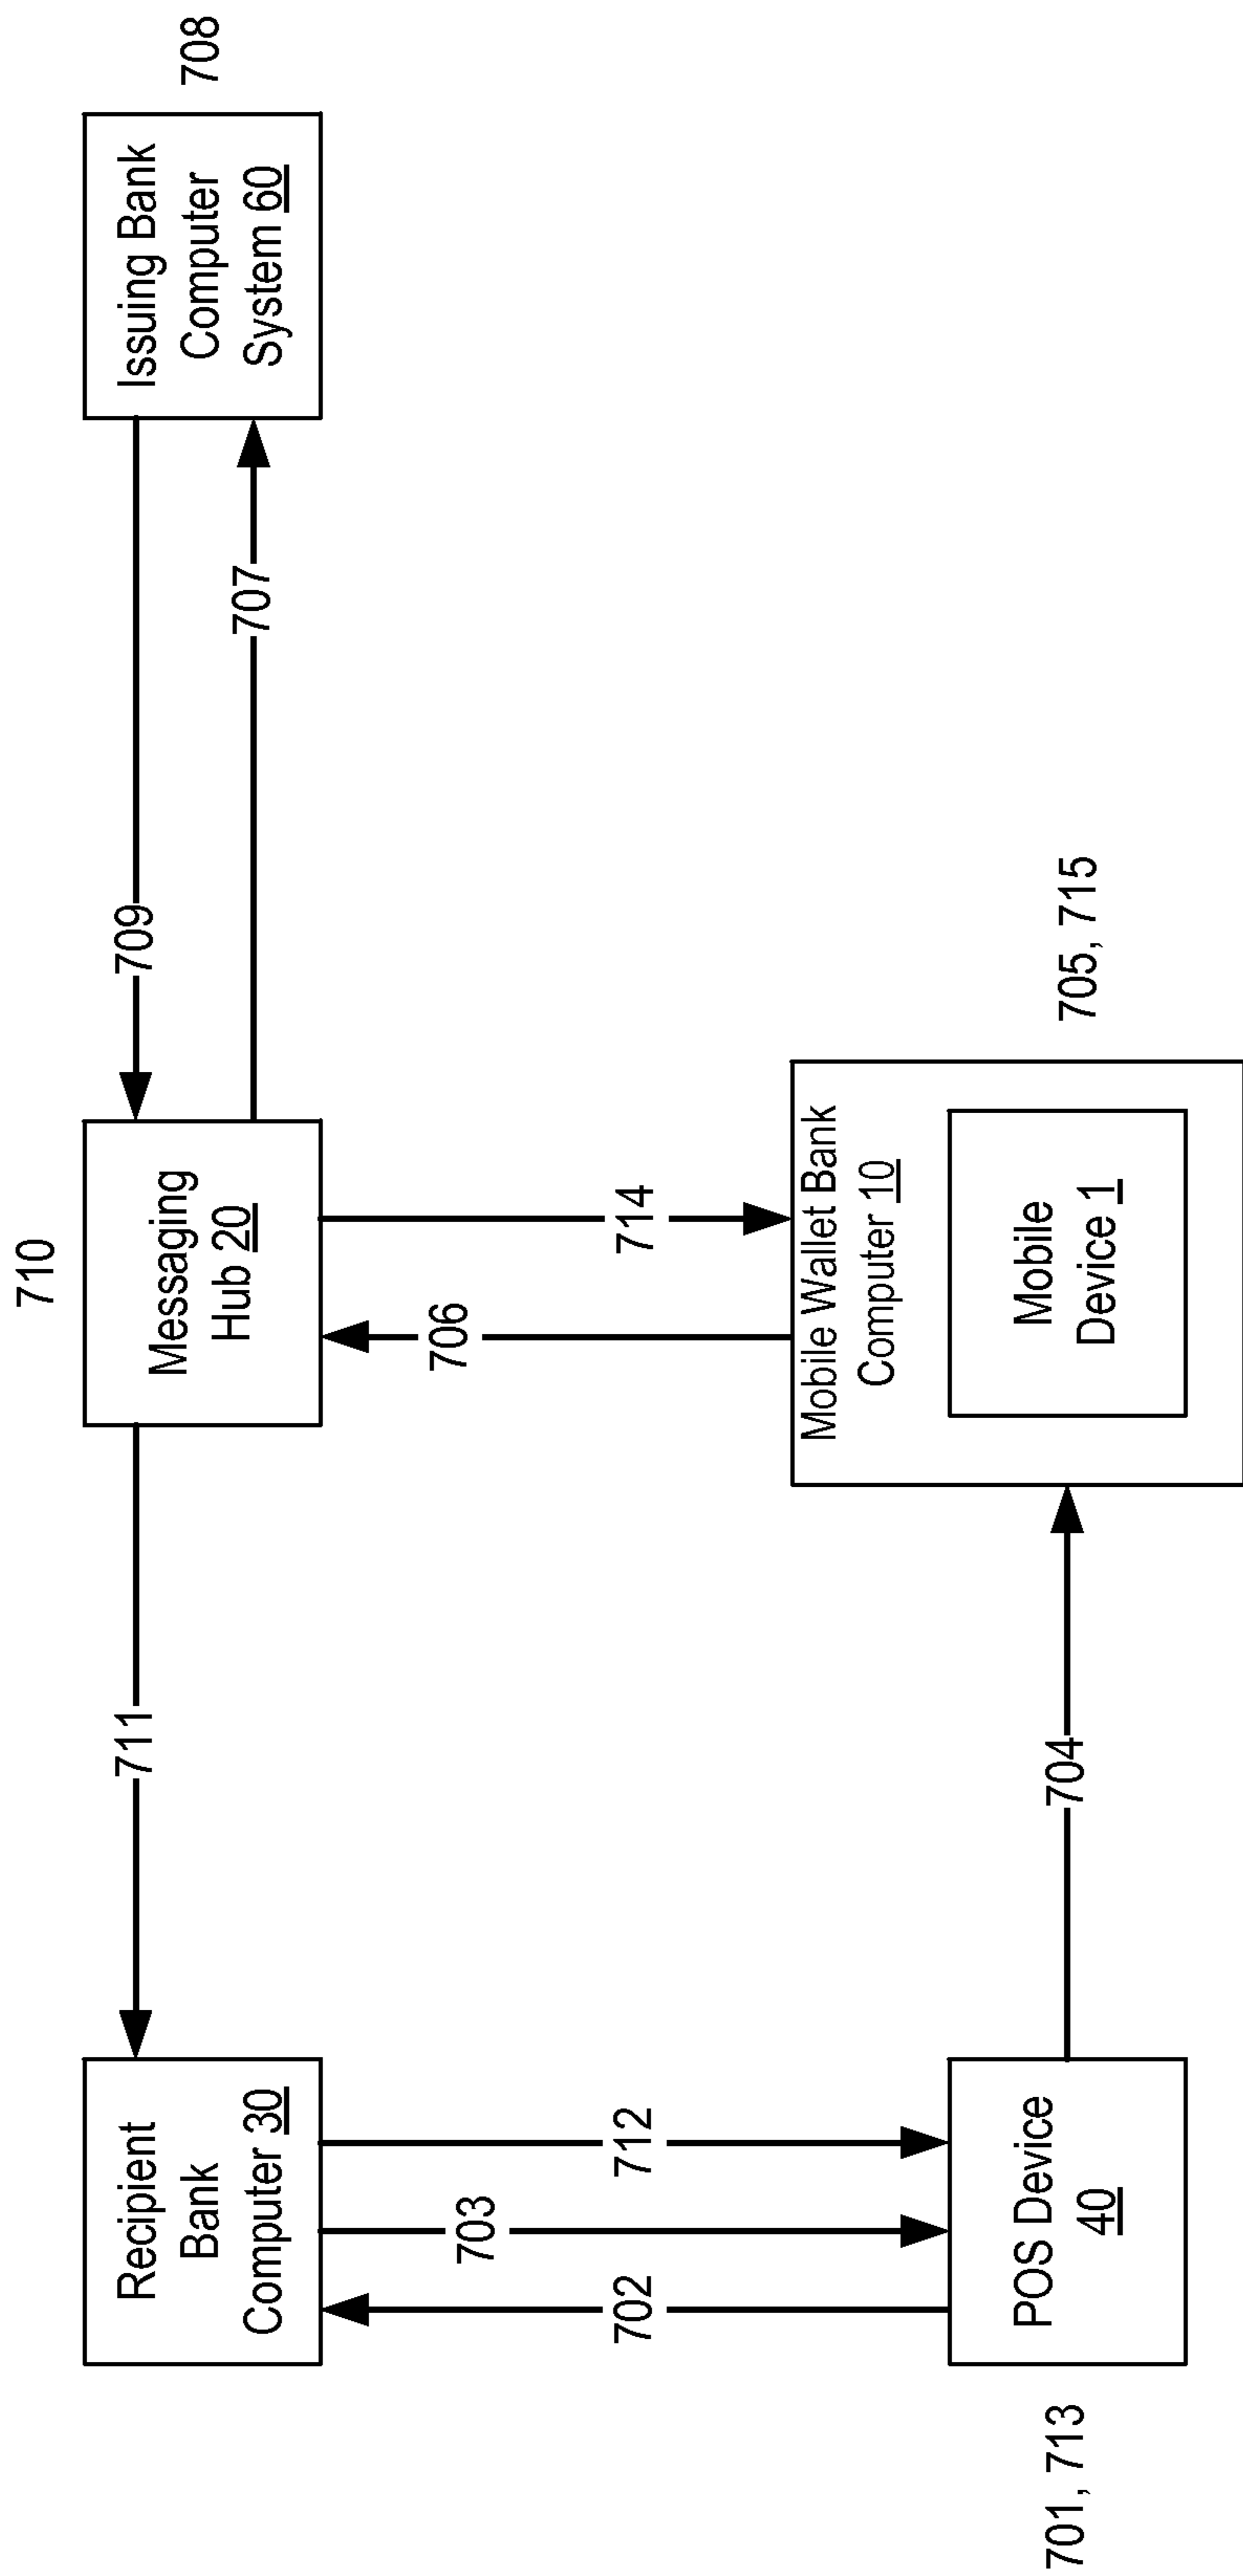 710
708
Recipient
Bank
Computer 30
711
Messaging
Hub 20
709
707
Issuing Bank
Computer
System 60
702
703
712
706
714
Mobile Wallet Bank
Computer 10
Mobile
Device 1
705, 715
701, 713
POS Device
40
704